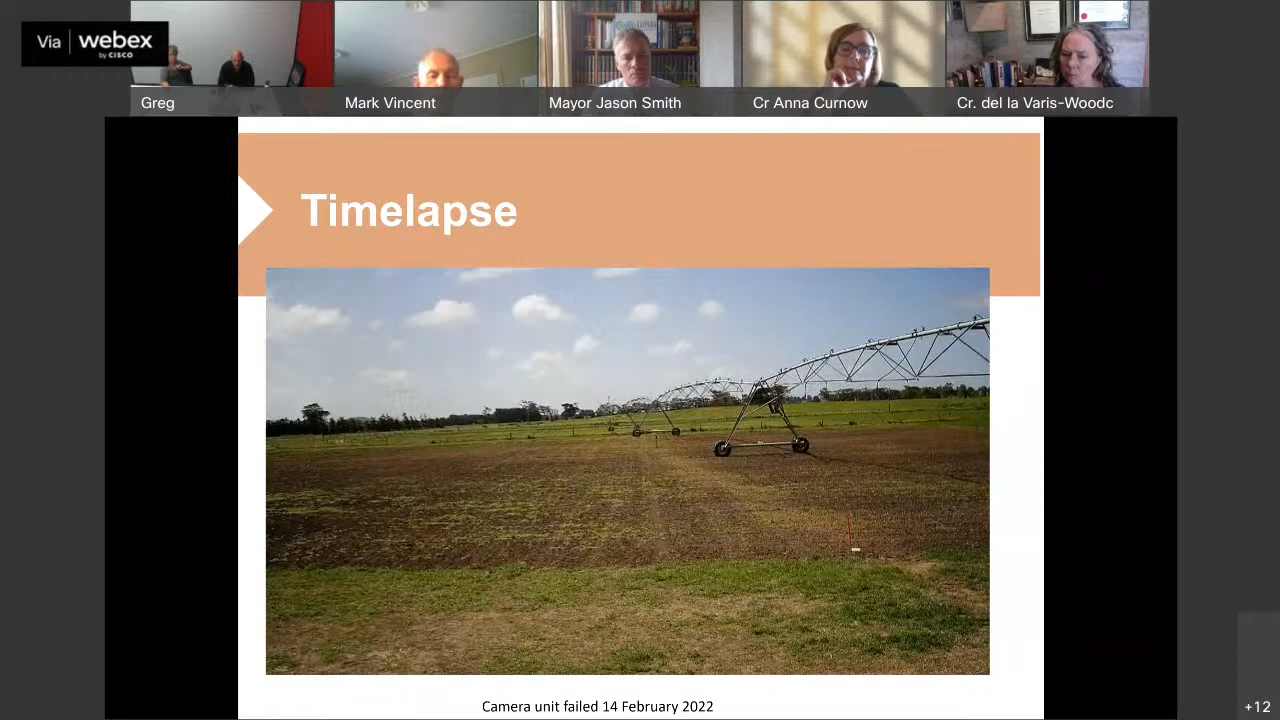 Via webex
by CISCO
KAIPARA
Greg
Mark Vincent
Mayor Jason Smith
Cr Anna Curnow
Cr. del la Varis-Woodc
Timelapse
Camera unit failed 14 February 2022
+12